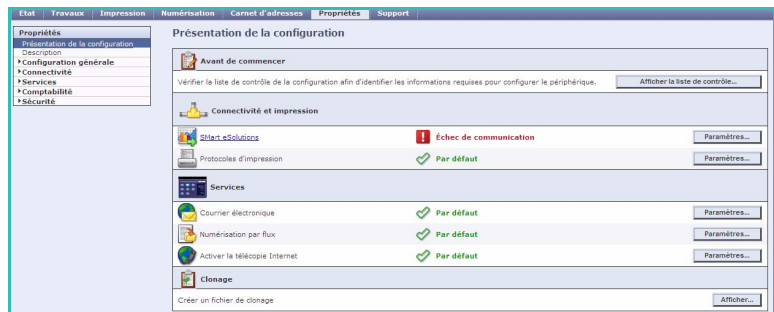 Etat Travaux Impression Numérisation Carnet d'adresses Propriétés Support
Propriétés
Présentation de la configuration
Description
Configuration générale
Connectivité
Services
Comptabilité
Sécurité
Présentation de la configuration
Avant de commencer
Vérifier la liste de contrôle de la configuration afin d'identifier les informations requises pour configurer le périphérique. Afficher la liste de contrôle...
Connectivité et impression
SMart eSolutions Échec de communication Paramètres...
Protocoles d'impression Par défaut Paramètres...
Services
Courrier électronique Par défaut Paramètres...
Numérisation par flux Par défaut Paramètres...
Activer la télécopie Internet Par défaut Paramètres...
Clonage
Créer un fichier de clonage Afficher...